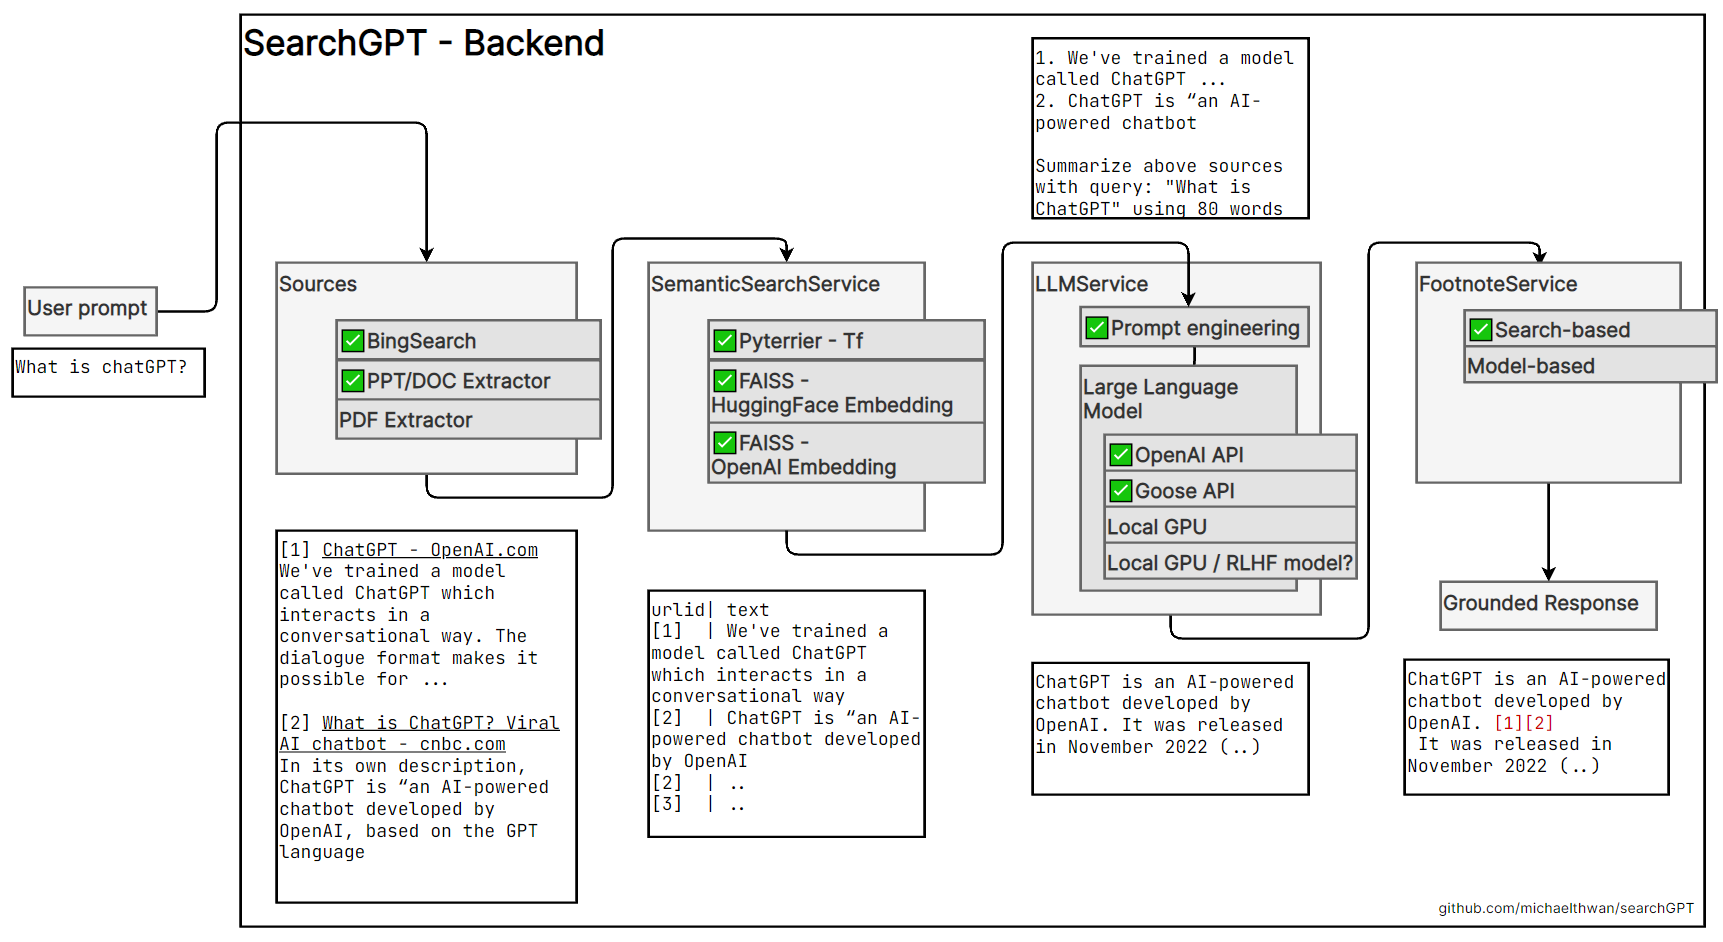 SearchGPT - Backend
User prompt
What is chatGPT?
Sources
✅BingSearch
✅PPT/DOC Extractor
PDF Extractor
[1] ChatGPT - OpenAI.com
We've trained a model
called ChatGPT which
interacts in a
conversational way. The
dialogue format makes it
possible for ...
[2] What is ChatGPT? Viral
AI chatbot - cnbc.com
In its own description,
ChatGPT is “an AI-powered
chatbot developed by
OpenAI, based on the GPT
language
SemanticSearchService
✅Pyterrier - Tf
✅FAISS -
HuggingFace Embedding
✅FAISS -
OpenAI Embedding
urlid| text
[1]  | We've trained a
model called ChatGPT
which interacts in a
conversational way
[2]  | ChatGPT is “an AI-
powered chatbot developed
by OpenAI
[2]  | ..
[3]  | ..
1. We've trained a model
called ChatGPT ...
2. ChatGPT is “an AI-
powered chatbot
Summarize above sources
with query: "What is
ChatGPT" using 80 words
LLMService
✅Prompt engineering
Large Language
Model
✅OpenAI API
✅Goose API
Local GPU
Local GPU / RLHF model?
ChatGPT is an AI-powered
chatbot developed by
OpenAI. It was released
in November 2022 (..)
FootnoteService
✅Search-based
Model-based
Grounded Response
ChatGPT is an AI-powered
chatbot developed by
OpenAI. [1][2]
It was released in
November 2022 (..)
github.com/michaelthwan/searchGPT